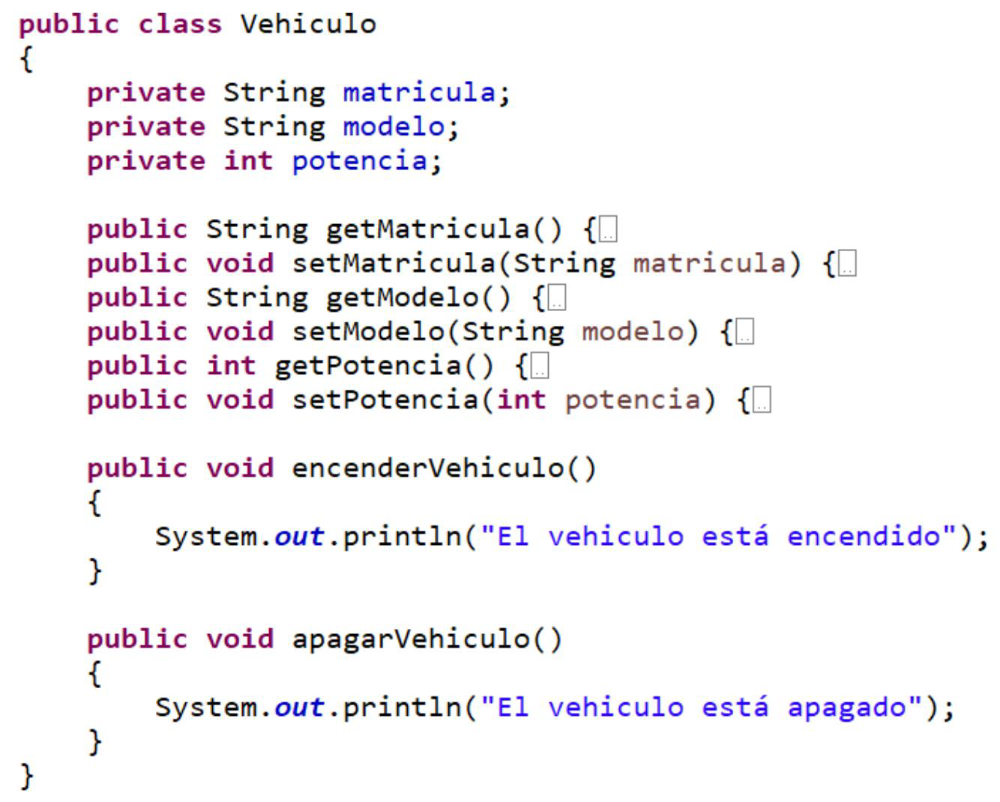 public class Vehiculo
{
private String matricula;
private String modelo;
private int potencia;
public String getMatricula() {..
public void setMatricula(String matricula) {..
public String getModelo() {..
public void setModelo(String modelo) {..
public int getPotencia() {..
public void setPotencia(int potencia) {..
public void encenderVehiculo()
{
System.out.println("El vehiculo está encendido");
}
public void apagarVehiculo()
{
System.out.println("El vehiculo está apagado");
}
}